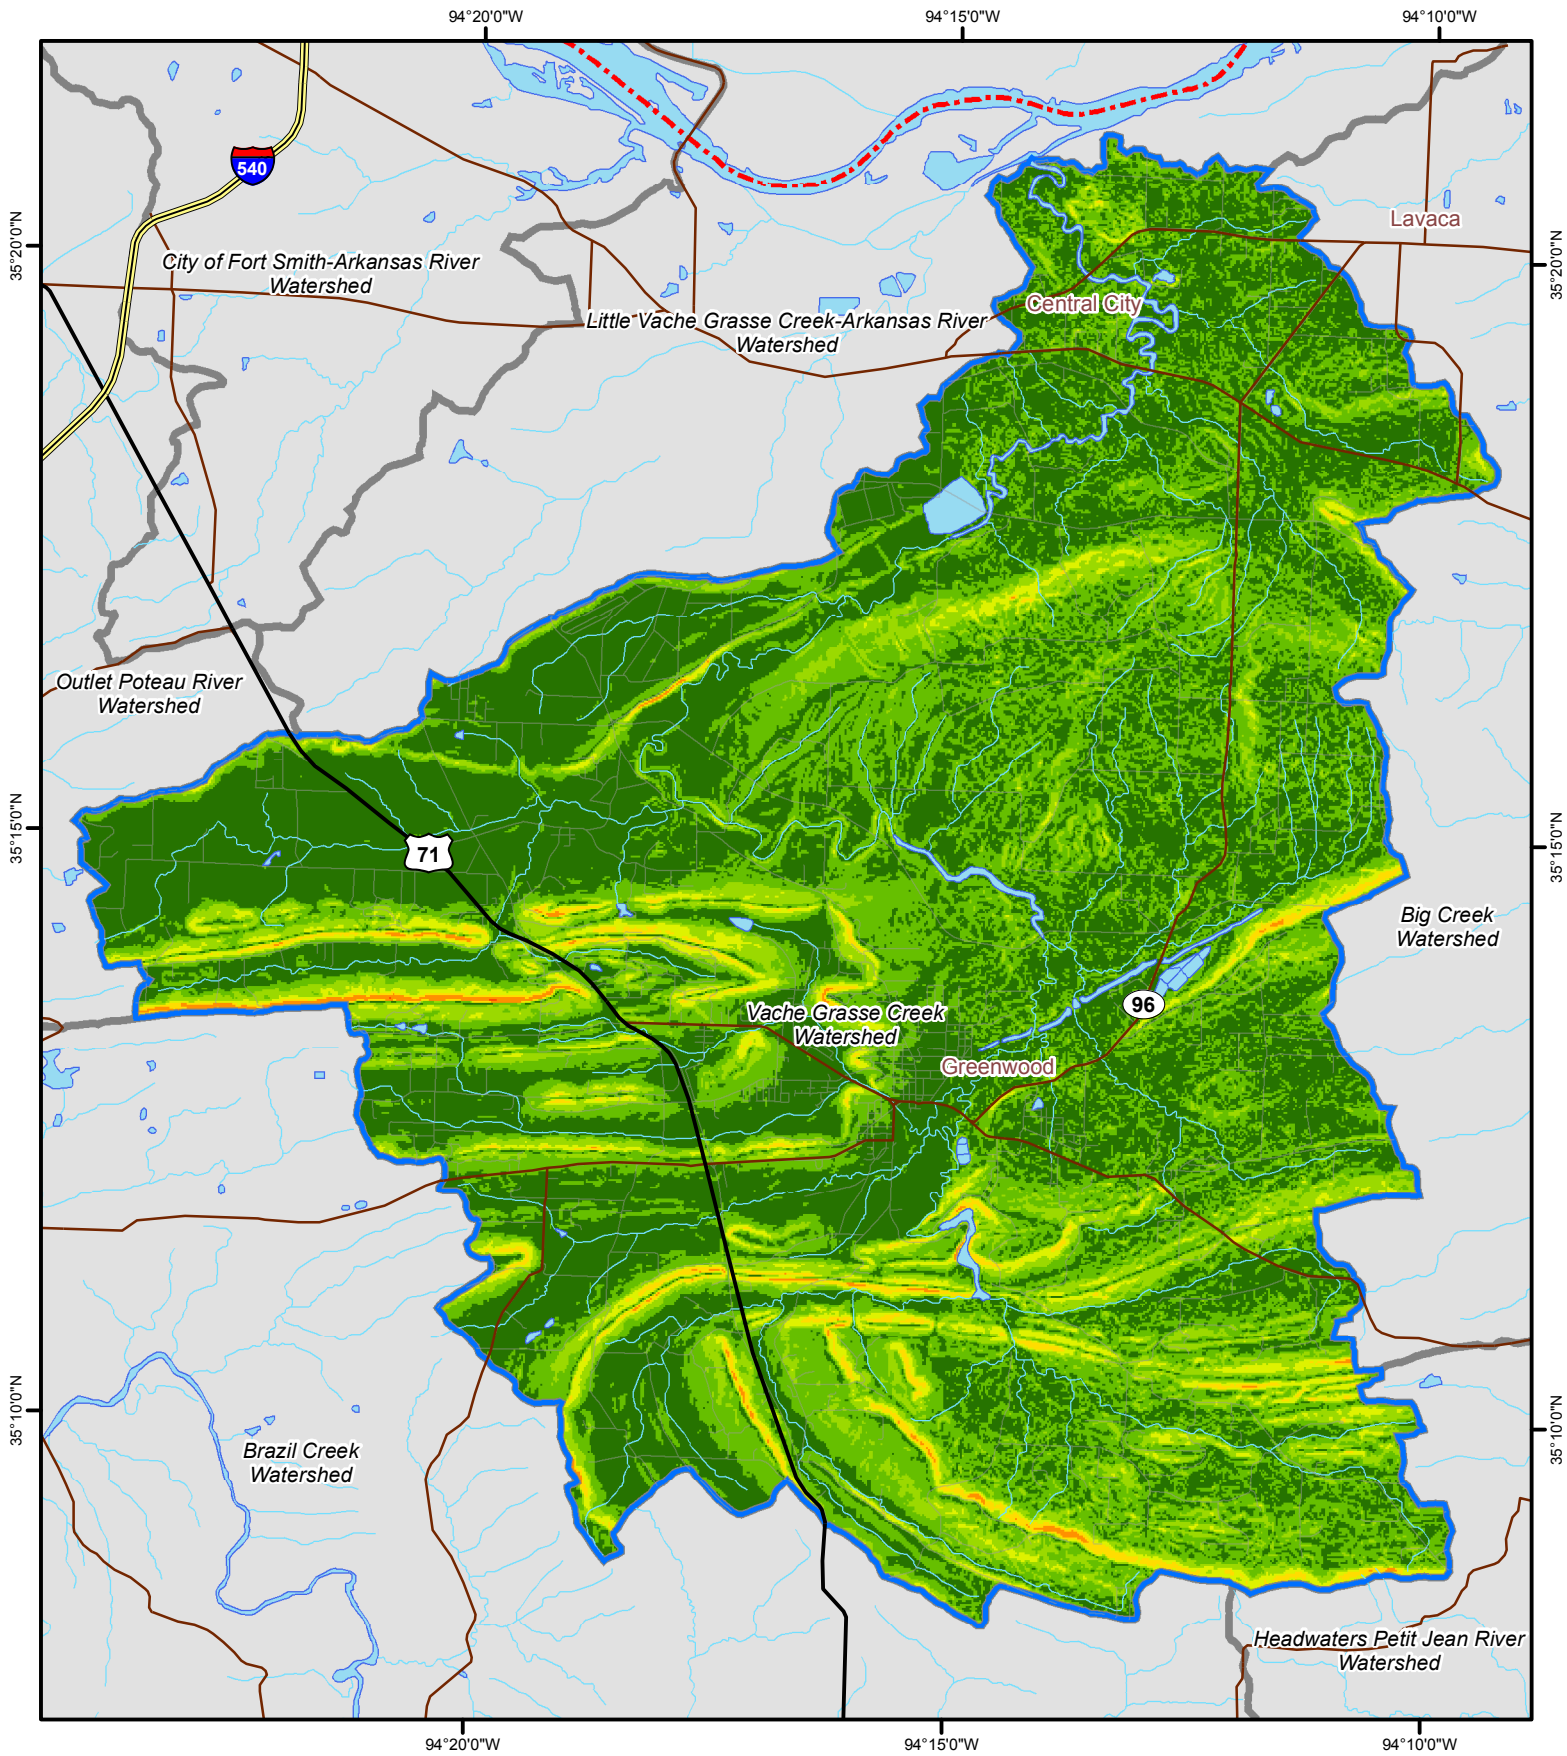 94°20'0"W
94°15'0"W
94°10'0"W
540
Lavaca
35°20'0"N
35°20'0"N
City of Fort Smith-Arkansas River
Watershed
Central City
Little Vache Grasse Creek-Arkansas River
Watershed
Outlet Poteau River
Watershed
35°15'0"N
35°15'0"N
71
Big Creek
Watershed
96
Vache Grasse Creek
Watershed
Greenwood
35°10'0"N
35°10'0"N
Brazil Creek
Watershed
Headwaters Petit Jean River
Watershed
94°20'0"W
94°15'0"W
94°10'0"W